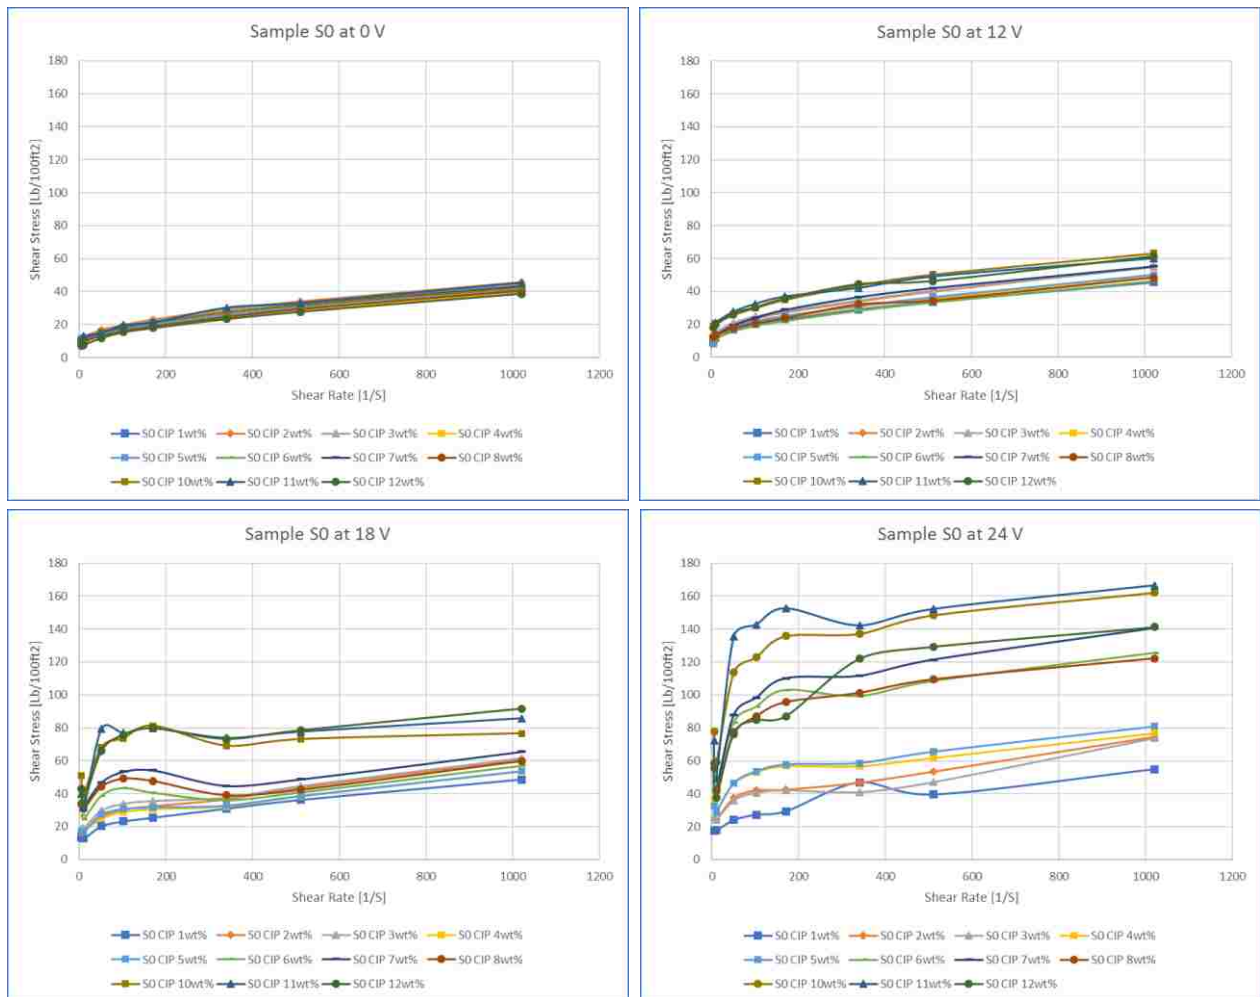 Sample S0 at 0 V
180
160
140
120
100
80
60
40
20
0
Shear Stress [Lb/100ft2]
0 200 400 600 800 1000 1200
Shear Rate [1/S]
S0 CIP 1wt% S0 CIP 2wt% S0 CIP 3wt% S0 CIP 4wt%
S0 CIP 5wt% S0 CIP 6wt% S0 CIP 7wt% S0 CIP 8wt%
S0 CIP 10wt% S0 CIP 11wt% S0 CIP 12wt%
Sample S0 at 12 V
180
160
140
120
100
80
60
40
20
0
Shear Stress [Lb/100ft2]
0 200 400 600 800 1000 1200
Shear Rate [1/S]
S0 CIP 1wt% S0 CIP 2wt% S0 CIP 3wt% S0 CIP 4wt%
S0 CIP 5wt% S0 CIP 6wt% S0 CIP 7wt% S0 CIP 8wt%
S0 CIP 10wt% S0 CIP 11wt% S0 CIP 12wt%
Sample S0 at 18 V
180
160
140
120
100
80
60
40
20
0
Shear Stress [Lb/100ft2]
0 200 400 600 800 1000 1200
Shear Rate [1/S]
S0 CIP 1wt% S0 CIP 2wt% S0 CIP 3wt% S0 CIP 4wt%
S0 CIP 5wt% S0 CIP 6wt% S0 CIP 7wt% S0 CIP 8wt%
S0 CIP 10wt% S0 CIP 11wt% S0 CIP 12wt%
Sample S0 at 24 V
180
160
140
120
100
80
60
40
20
0
Shear Stress [Lb/100ft2]
0 200 400 600 800 1000 1200
Shear Rate [1/S]
S0 CIP 1wt% S0 CIP 2wt% S0 CIP 3wt% S0 CIP 4wt%
S0 CIP 5wt% S0 CIP 6wt% S0 CIP 7wt% S0 CIP 8wt%
S0 CIP 10wt% S0 CIP 11wt% S0 CIP 12wt%